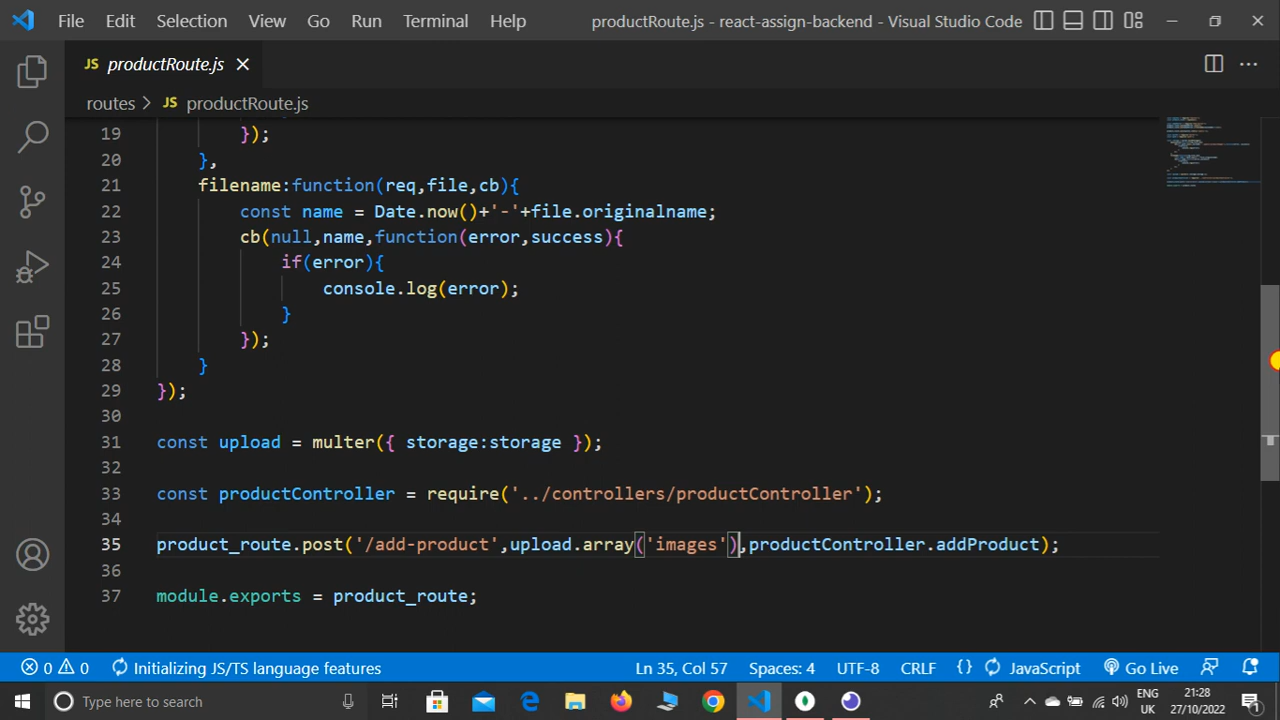 File Edit Selection View Go Run Terminal Help productRoute.js - react-assign-backend - Visual Studio Code
JS productRoute.js
routes > JS productRoute.js
19 });
20 },
21 filename:function(req,file,cb){
22 const name = Date.now()+'-'+file.originalname;
23 cb(null,name,function(error,success){
24 if(error){
25 console.log(error);
26 }
27 });
28 }
29 });
30
31 const upload = multer({ storage:storage });
32
33 const productController = require('../controllers/productController');
34
35 product_route.post('/add-product',upload.array('images'),productController.addProduct);
36
37 module.exports = product_route;
0 0 Initializing JS/TS language features Ln 35, Col 57 Spaces: 4 UTF-8 CRLF {} JavaScript Go Live
Type here to search ENG 21:28
UK 27/10/2022